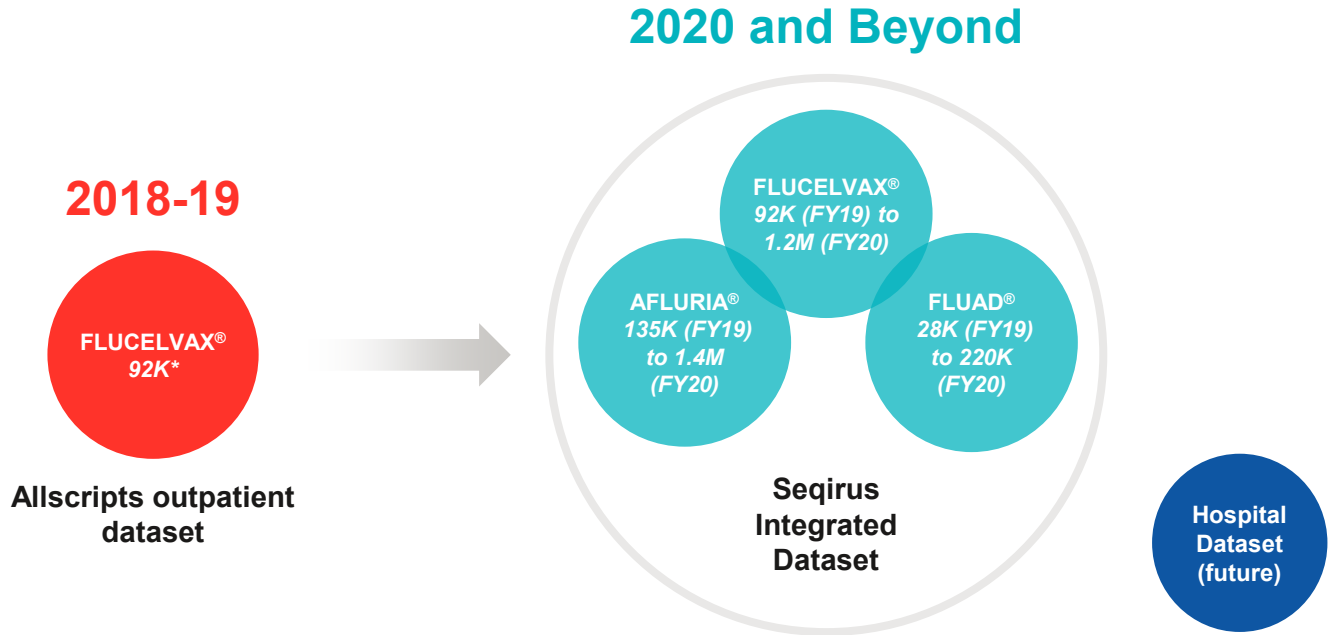 2020 and Beyond
2018-19
FLUCELVAX®
92K*
Allscripts outpatient
dataset
FLUCELVAX®
92K (FY19) to
1.2M (FY20)
AFLURIA®
135K (FY19)
to 1.4M
(FY20)
FLUAD®
28K (FY19)
to 220K
(FY20)
Seqirus
Integrated
Dataset
Hospital
Dataset
(future)